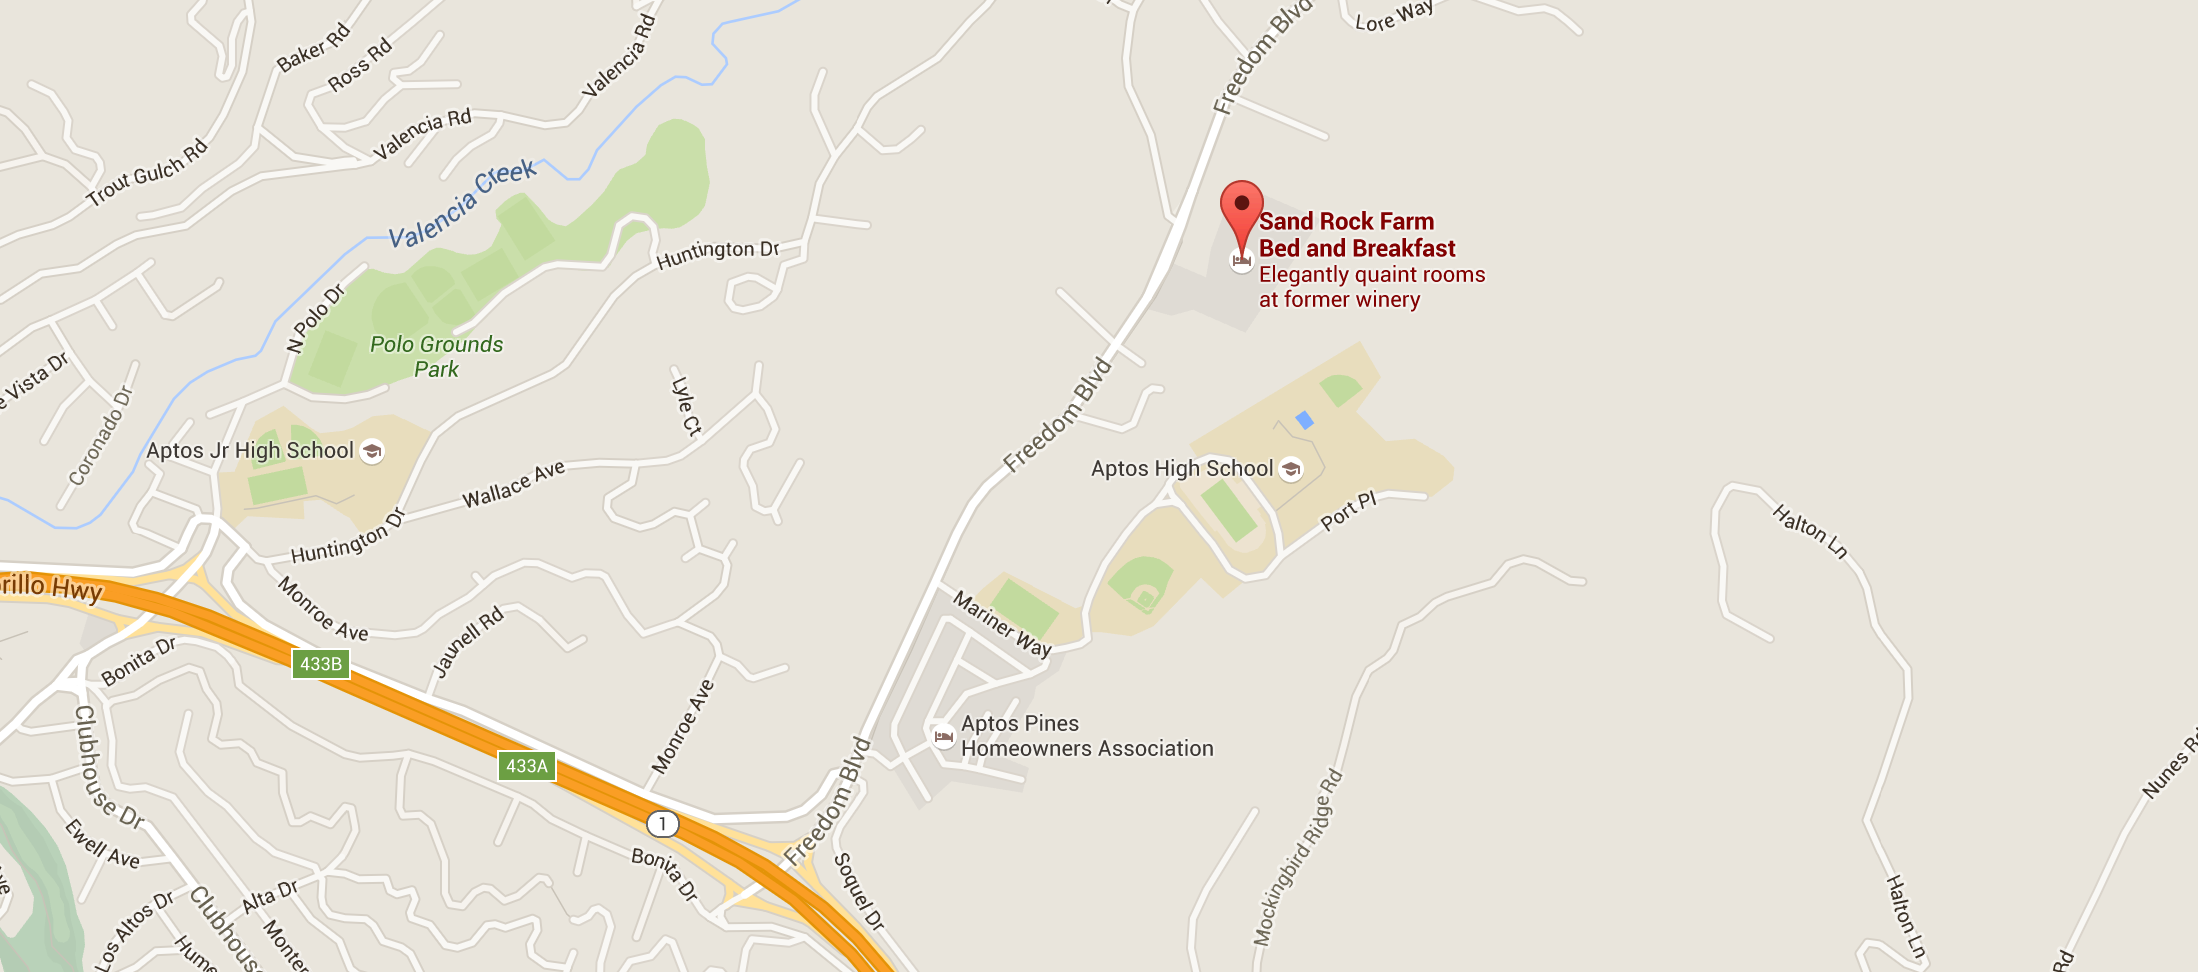 Baker Rd
Ross Rd
Valencia Rd
Freedom Blvd
Lore Way
Valencia Rd
Trout Gulch Rd
Valencia Creek
Sand Rock Farm
Bed and Breakfast
Elegantly quaint rooms
at former winery
Huntington Dr
N Polo Dr
Polo Grounds
Park
Vista Dr
Coronado Dr
Lyle Ct
Freedom Blvd
Aptos Jr High School
Wallace Ave
Aptos High School
Port Pl
Halton Ln
Huntington Dr
rillo Hwy
Monroe Ave
Jaunell Rd
Mariner Way
Bonita Dr
433B
Monroe Ave
Aptos Pines
Homeowners Association
Clubhouse Dr
433A
1
Freedom Blvd
Nunes Rd
Ewell Ave
Bonita Dr
Soquel Dr
Mockingbird Ridge Rd
Alta Dr
Los Altos Dr
Clubhouse
Halton Ln
Hume
Monter
Rd